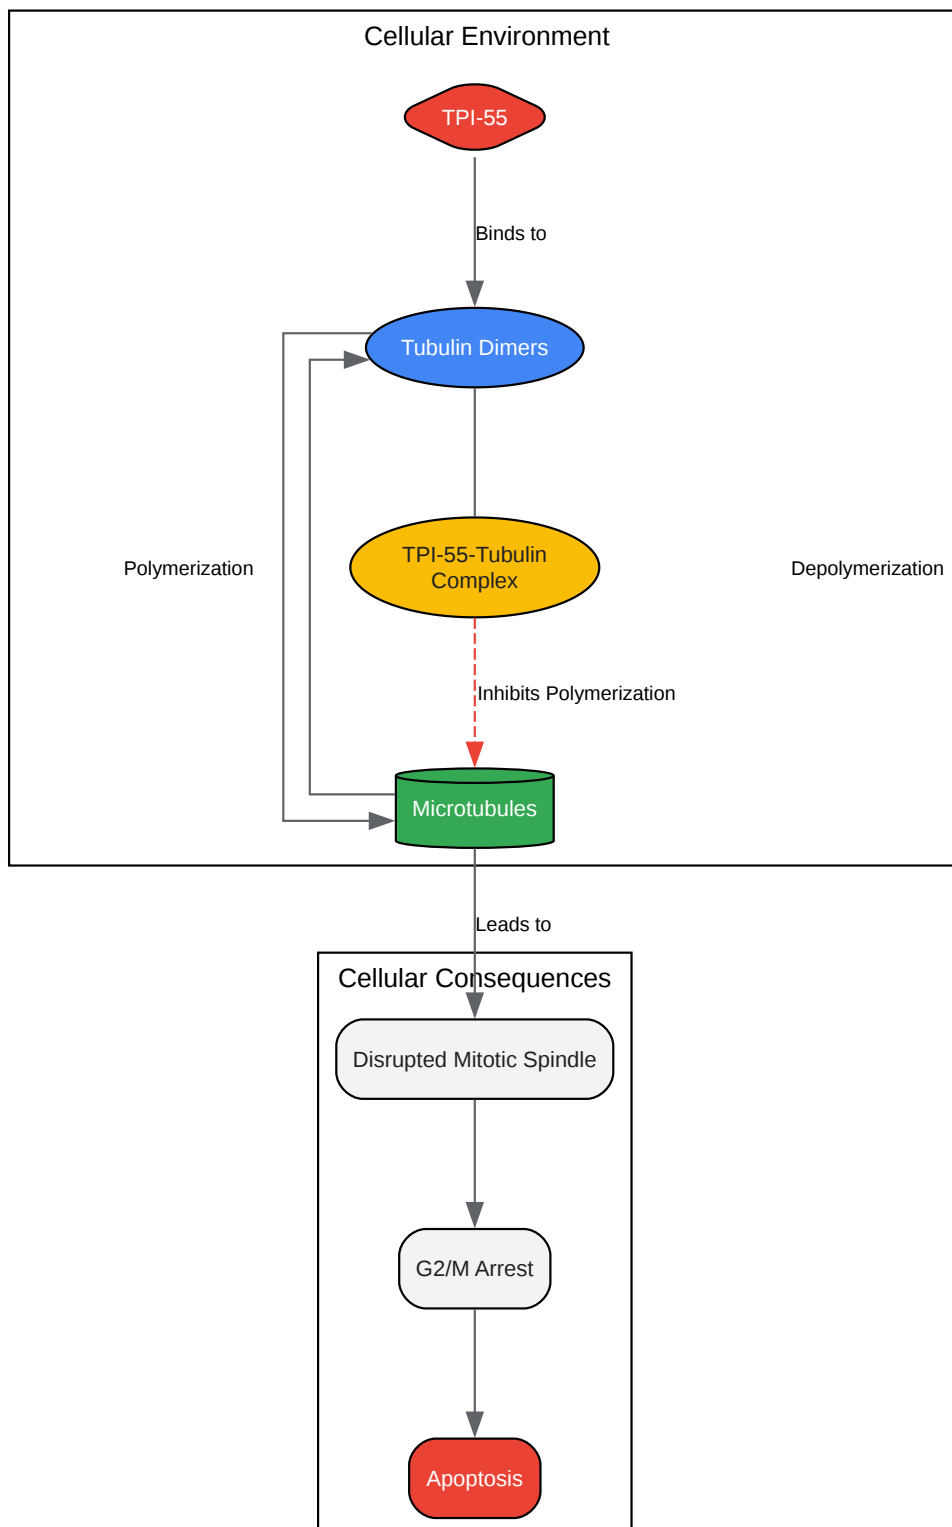 Cellular Environment
TPI-55
Binds to
Tubulin Dimers
Polymerization
TPI-55-Tubulin
Complex
Depolymerization
Inhibits Polymerization
Microtubules
Leads to
Cellular Consequences
Disrupted Mitotic Spindle
G2/M Arrest
Apoptosis